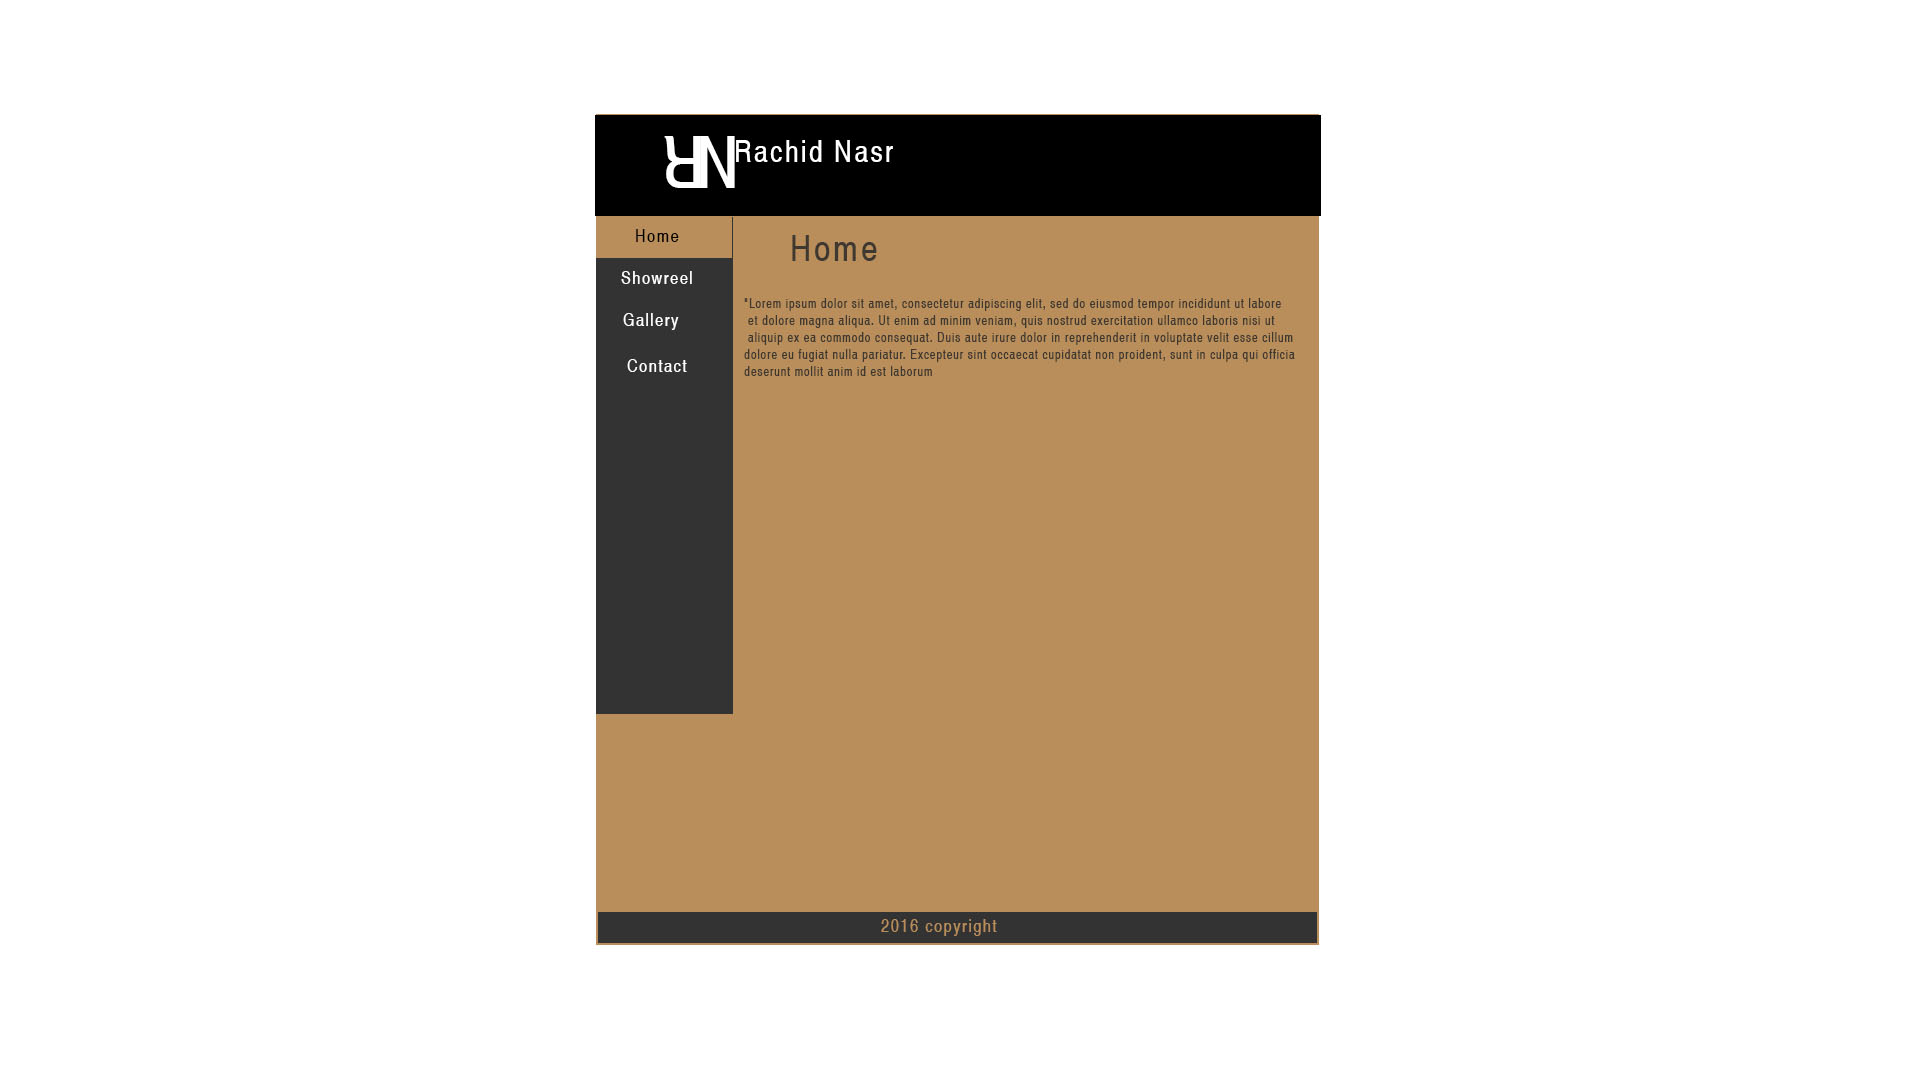 RN Rachid Nasr
Home
Showreel
Gallery
Contact
Home
"Lorem ipsum dolor sit amet, consectetur adipiscing elit, sed do eiusmod tempor incididunt ut labore
et dolore magna aliqua. Ut enim ad minim veniam, quis nostrud exercitation ullamco laboris nisi ut
aliquip ex ea commodo consequat. Duis aute irure dolor in reprehenderit in voluptate velit esse cillum
dolore eu fugiat nulla pariatur. Excepteur sint occaecat cupidatat non proident, sunt in culpa qui officia
deserunt mollit anim id est laborum
2016 copyright